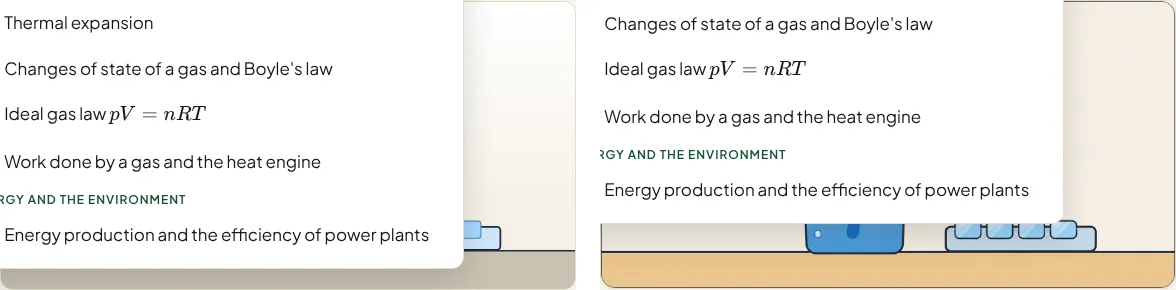 Thermal expansion
Changes of state of a gas and Boyle's law
Ideal gas law pV = nRT
Work done by a gas and the heat engine
RGY AND THE ENVIRONMENT
Energy production and the efficiency of power plants
Changes of state of a gas and Boyle's law
Ideal gas law pV = nRT
Work done by a gas and the heat engine
RGY AND THE ENVIRONMENT
Energy production and the efficiency of power plants